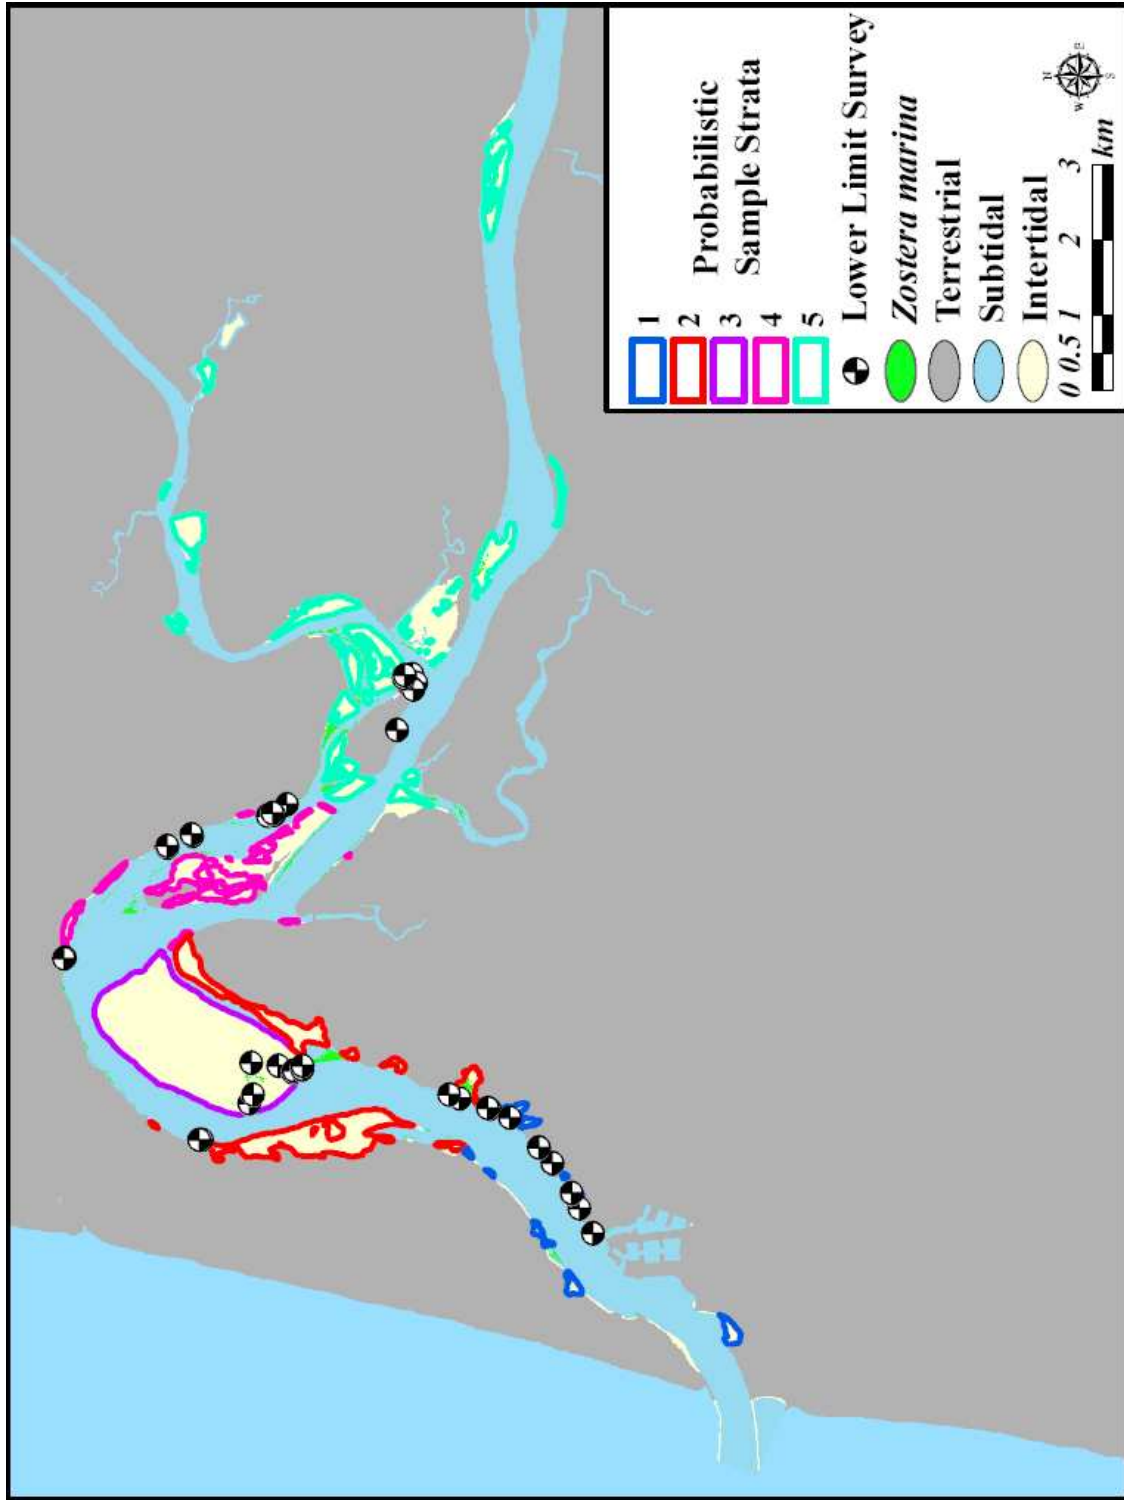 1
2
3
4
5
Probabilistic
Sample Strata
Lower Limit Survey
Zostera marina
Terrestrial
Subtidal
Intertidal
0 0.5 1 2 3
km
N
E
S
W